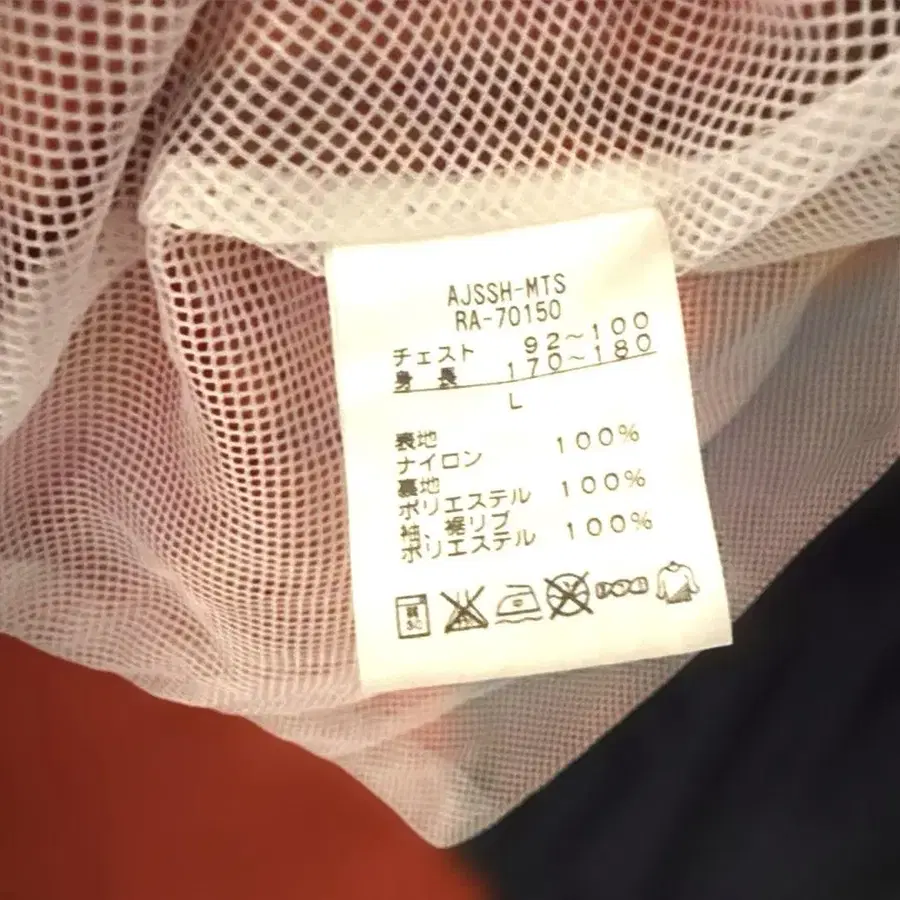 AJSSH-MTS
RA-70150
チェスト 92~100
身長 170~180
L
表地
ナイロン 100%
裏地
ポリエステル 100%
袖、裾リブ
ポリエステル 100%